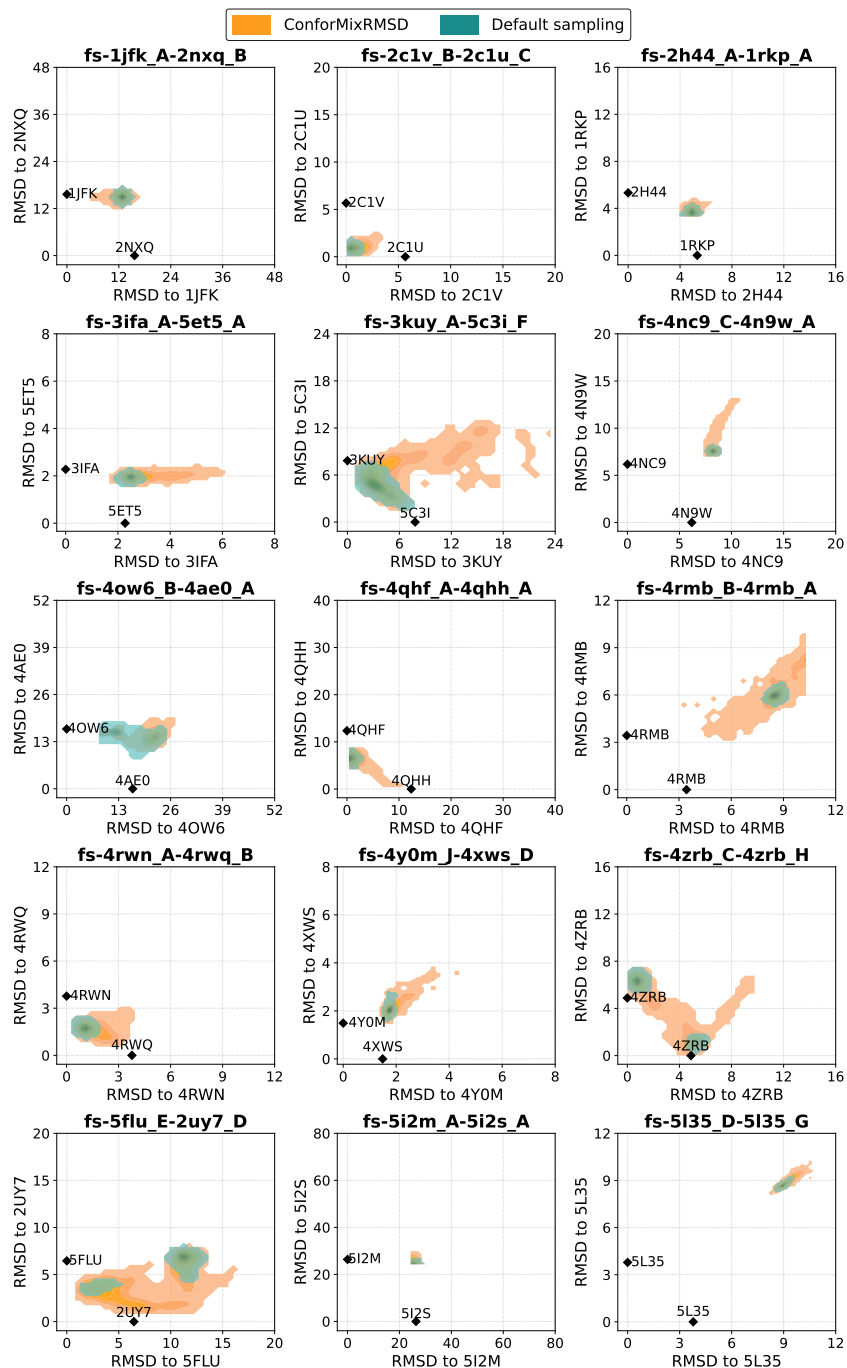 ConforMixRMSD Default sampling
fs-1jfk_A-2nxq_B
RMSD to 2NXQ
48
36
24
12
0
1JFK
2NXQ
0 12 24 36 48
RMSD to 1JFK
fs-2c1v_B-2c1u_C
RMSD to 2C1U
20
15
10
5
0
2C1V
2C1U
0 5 10 15 20
RMSD to 2C1V
fs-2h44_A-1rkp_A
RMSD to 1RKP
16
12
8
4
0
2H44
1RKP
0 4 8 12 16
RMSD to 2H44
fs-3ifa_A-5et5_A
RMSD to 5ET5
8
6
4
2
0
3IFA
5ET5
0 2 4 6 8
RMSD to 3IFA
fs-3kuy_A-5c3i_F
RMSD to 5C3I
24
18
12
6
0
3KUY
5C3I
0 6 12 18 24
RMSD to 3KUY
fs-4nc9_C-4n9w_A
RMSD to 4N9W
20
15
10
5
0
4NC9
4N9W
0 5 10 15 20
RMSD to 4NC9
fs-4ow6_B-4ae0_A
RMSD to 4AE0
52
39
26
13
0
4OW6
4AE0
0 13 26 39 52
RMSD to 4OW6
fs-4qhf_A-4qhh_A
RMSD to 4QHH
40
30
20
10
0
4QHF
4QHH
0 10 20 30 40
RMSD to 4QHF
fs-4rmb_B-4rmb_A
RMSD to 4RMB
12
9
6
3
0
4RMB
4RMB
0 3 6 9 12
RMSD to 4RMB
fs-4rwn_A-4rwq_B
RMSD to 4RWQ
12
9
6
3
0
4RWN
4RWQ
0 3 6 9 12
RMSD to 4RWN
fs-4y0m_J-4xws_D
RMSD to 4XWS
8
6
4
2
0
4Y0M
4XWS
0 2 4 6 8
RMSD to 4Y0M
fs-4zrb_C-4zrb_H
RMSD to 4ZRB
16
12
8
4
0
4ZRB
4ZRB
0 4 8 12 16
RMSD to 4ZRB
fs-5flu_E-2uy7_D
RMSD to 2UY7
20
15
10
5
0
5FLU
2UY7
0 5 10 15 20
RMSD to 5FLU
fs-5i2m_A-5i2s_A
RMSD to 5I2S
80
60
40
20
0
5I2M
5I2S
0 20 40 60 80
RMSD to 5I2M
fs-5l35_D-5l35_G
RMSD to 5L35
12
9
6
3
0
5L35
5L35
0 3 6 9 12
RMSD to 5L35